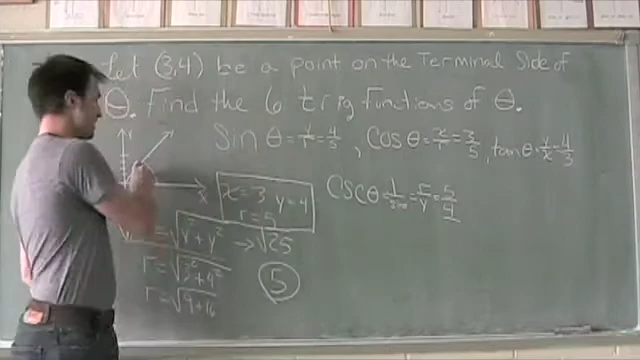 Let (3,4) be a point on the Terminal Side of
θ. Find the 6 trig functions of θ.
Sin θ = y/r = 4/5, Cos θ = x/r = 3/5, tan θ = y/x = 4/3
Y
X
x = 3 y = 4
r = 5
Csc θ = 1/sin = r/y = 5/4
= √x² + y² → √25
r = √3² + 4²
5
r = √9 + 16